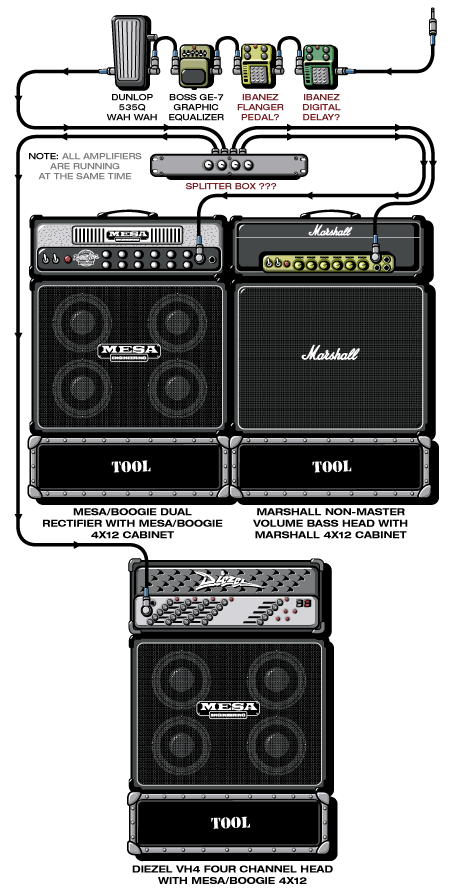 DUNLOP
535Q
WAH WAH
BOSS GE-7
GRAPHIC
EQUALIZER
IBANEZ
FLANGER
PEDAL?
IBANEZ
DIGITAL
DELAY?
NOTE: ALL AMPLIFIERS
ARE RUNNING
AT THE SAME TIME
SPLITTER BOX ???
MESA
Marshall
MESA
ENGINEERING
Marshall
TOOL
TOOL
MESA/BOOGIE DUAL
RECTIFIER WITH MESA/BOOGIE
4X12 CABINET
MARSHALL NON-MASTER
VOLUME BASS HEAD WITH
MARSHALL 4X12 CABINET
Diezel
MESA
ENGINEERING
TOOL
DIEZEL VH4 FOUR CHANNEL HEAD
WITH MESA/BOOGIE 4X12